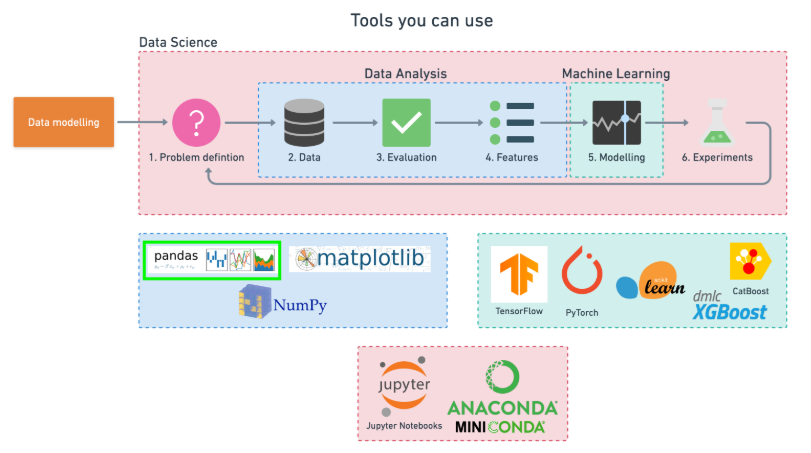 Tools you can use
Data Science
Data Analysis
Machine Learning
Data modelling
?
1. Problem defintion
2. Data
3. Evaluation
4. Features
5. Modelling
6. Experiments
pandas
matplotlib
NumPy
TensorFlow
PyTorch
learn
CatBoost
dmlc
XGBoost
jupyter
Jupyter Notebooks
ANACONDA
MINICONDA